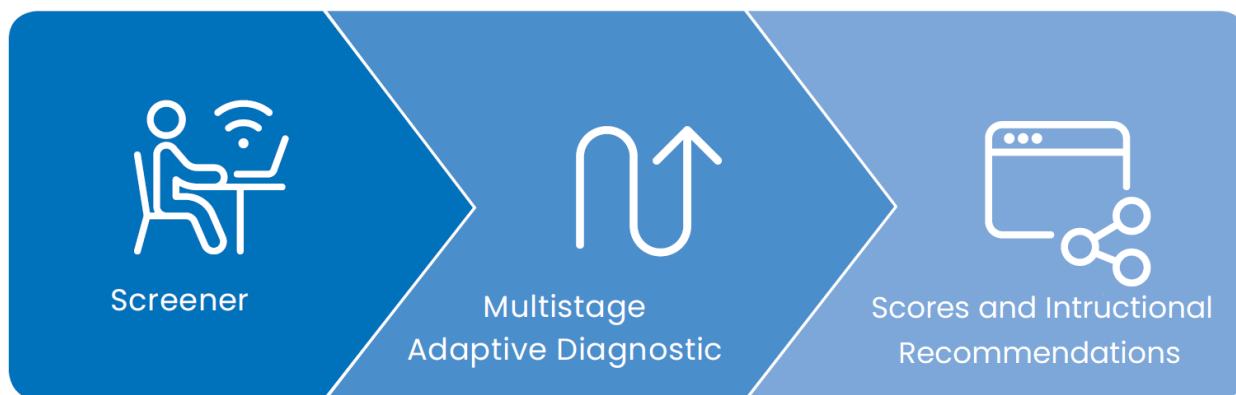 Screener
Multistage
Adaptive Diagnostic
Scores and Intructional
Recommendations